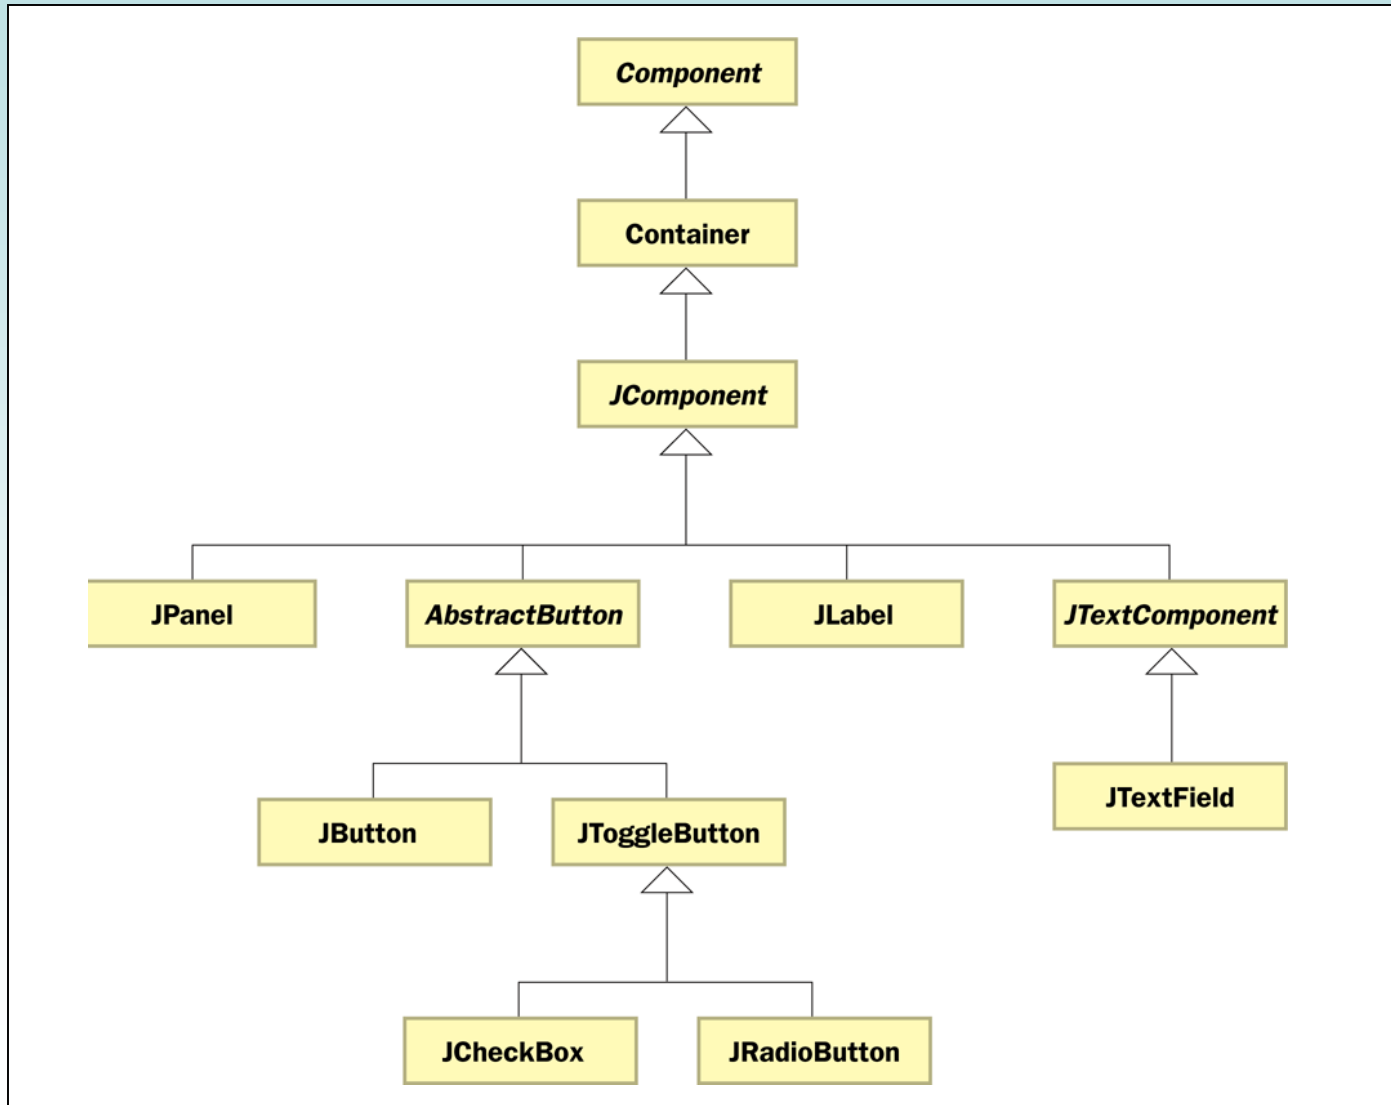 Component
Container
JComponent
JPanel
AbstractButton
JLabel
JTextComponent
JTextField
JButton
JToggleButton
JCheckBox
JRadioButton